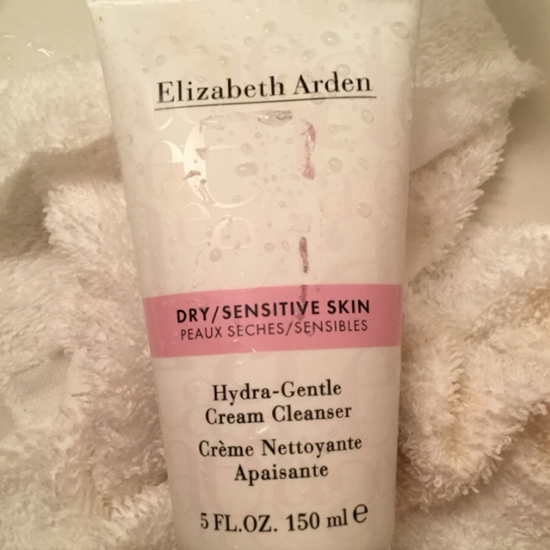 Elizabeth Arden
DRY/SENSITIVE SKIN
PEAUX SECHES/SENSIBLES
Hydra-Gentle
Cream Cleanser
Crème Nettoyante
Apaisante
5 FL.OZ. 150 ml ℮